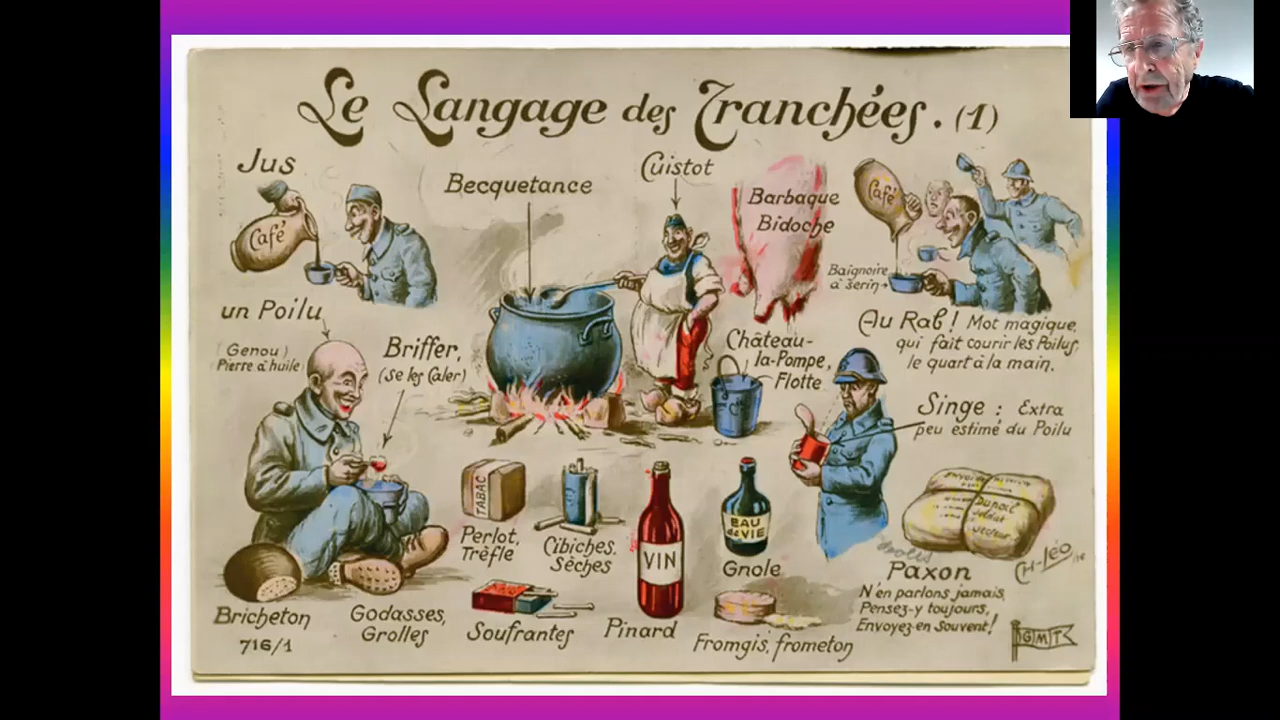 Le Langage des Tranchées. (1)
Jus
Café
Becquetance
Cuistot
Barbaque
Bidoche
Café
Baignoire
à serin
Au Rab! Mot magique,
qui fait courir les Poilus,
le quart à la main.
un Poilu
Genou
Pierre à huile
Briffer,
(se les Caler)
Château-
la-Pompe,
Flotte
Singe : Extra
peu estimé du Poilu
TABAC
Perlot,
Trèfle
Cibiches,
Sèches
VIN
Pinard
EAU
de VIE
Gnole
Paxon
N'en parlons jamais,
Pensez-y toujours,
Envoyez-en souvent!
CH-Léo
Bricheton
Godasses,
Grolles
Soufrantes
Fromgis, frometon
716/1
GMT